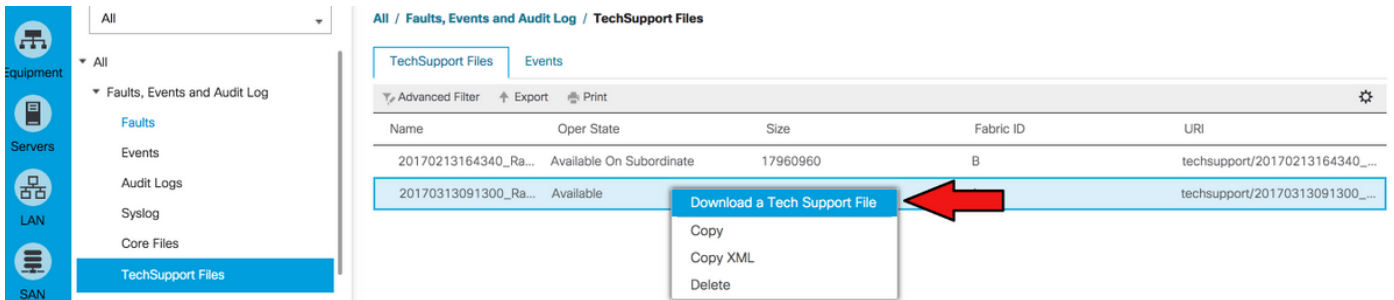 All
All / Faults, Events and Audit Log / TechSupport Files
Equipment
Servers
LAN
SAN
All
Faults, Events and Audit Log
Faults
Events
Audit Logs
Syslog
Core Files
TechSupport Files
TechSupport Files Events
Advanced Filter Export Print
Name Oper State Size Fabric ID URI
20170213164340_Ra... Available On Subordinate 17960960 B techsupport/20170213164340_...
20170313091300_Ra... Available techsupport/20170313091300_...
Download a Tech Support File
Copy
Copy XML
Delete